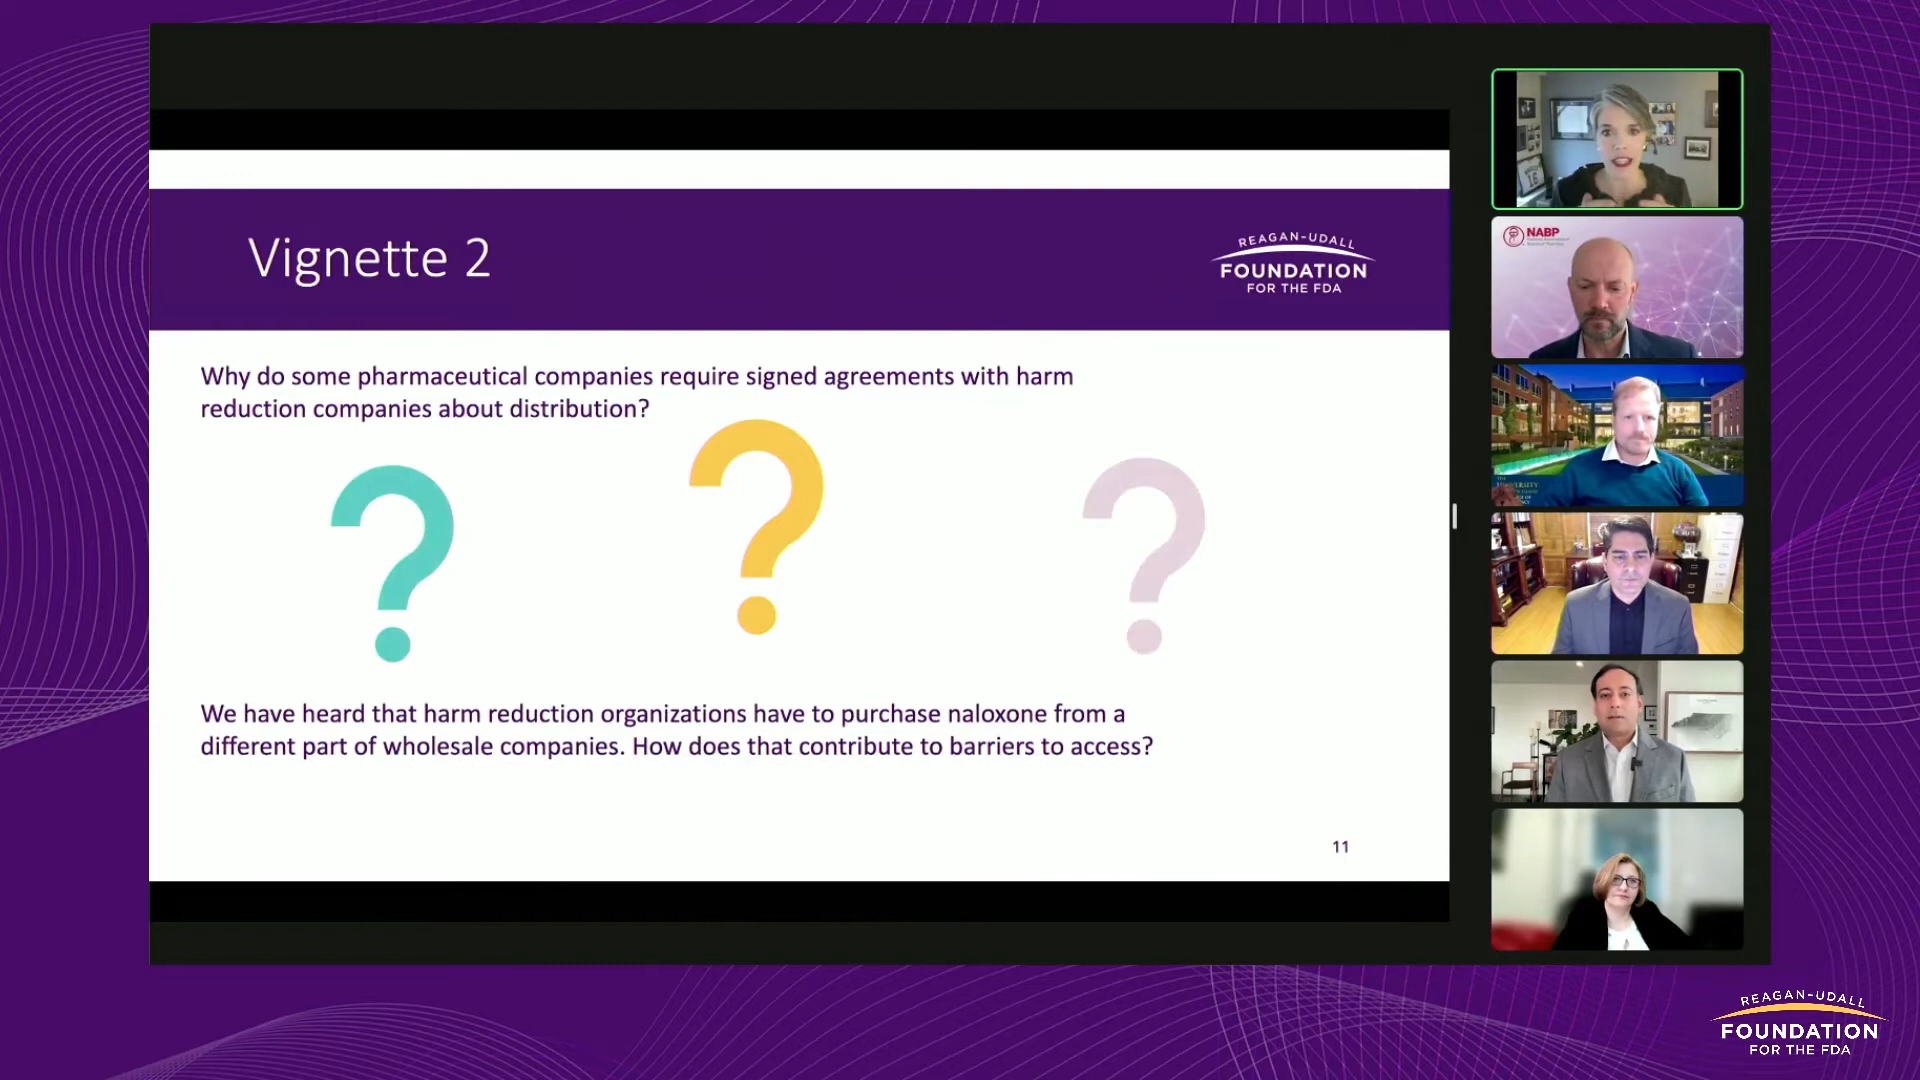 Vignette 2
REAGAN-UDALL
FOUNDATION
FOR THE FDA
Why do some pharmaceutical companies require signed agreements with harm
reduction companies about distribution?
We have heard that harm reduction organizations have to purchase naloxone from a
different part of wholesale companies. How does that contribute to barriers to access?
11
NABP
REAGAN-UDALL
FOUNDATION
FOR THE FDA